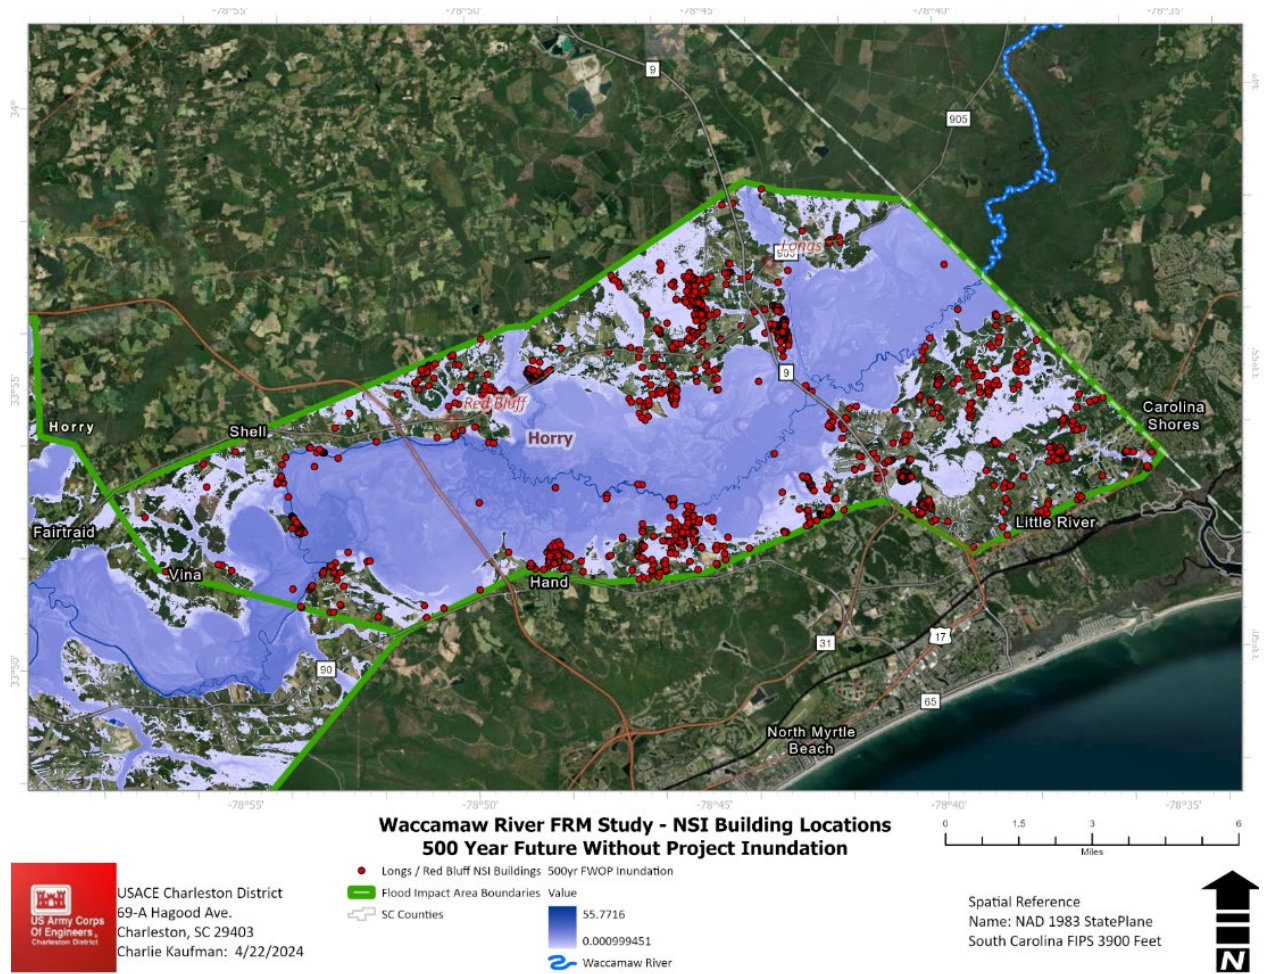 -78°55'
-78°50'
-78°45'
-78°40'
-78°35'
9
905
34°
Longs
905
9
33°55'
Red Bluff
Horry
Shell
Horry
Carolina
Shores
Fairtraid
Vina
Hand
Little River
90
31
17
65
33°50'
North Myrtle
Beach
-78°55'
-78°50'
-78°45'
-78°40'
-78°35'
Waccamaw River FRM Study - NSI Building Locations
500 Year Future Without Project Inundation
0 1.5 3 6
Miles
Longs / Red Bluff NSI Buildings
Flood Impact Area Boundaries
SC Counties
500yr FWOP Inundation
Value
55.7716
0.000999451
Waccamaw River
US Army Corps
Of Engineers®
Charleston District
USACE Charleston District
69-A Hagood Ave.
Charleston, SC 29403
Charlie Kaufman: 4/22/2024
Spatial Reference
Name: NAD 1983 StatePlane
South Carolina FIPS 3900 Feet
N